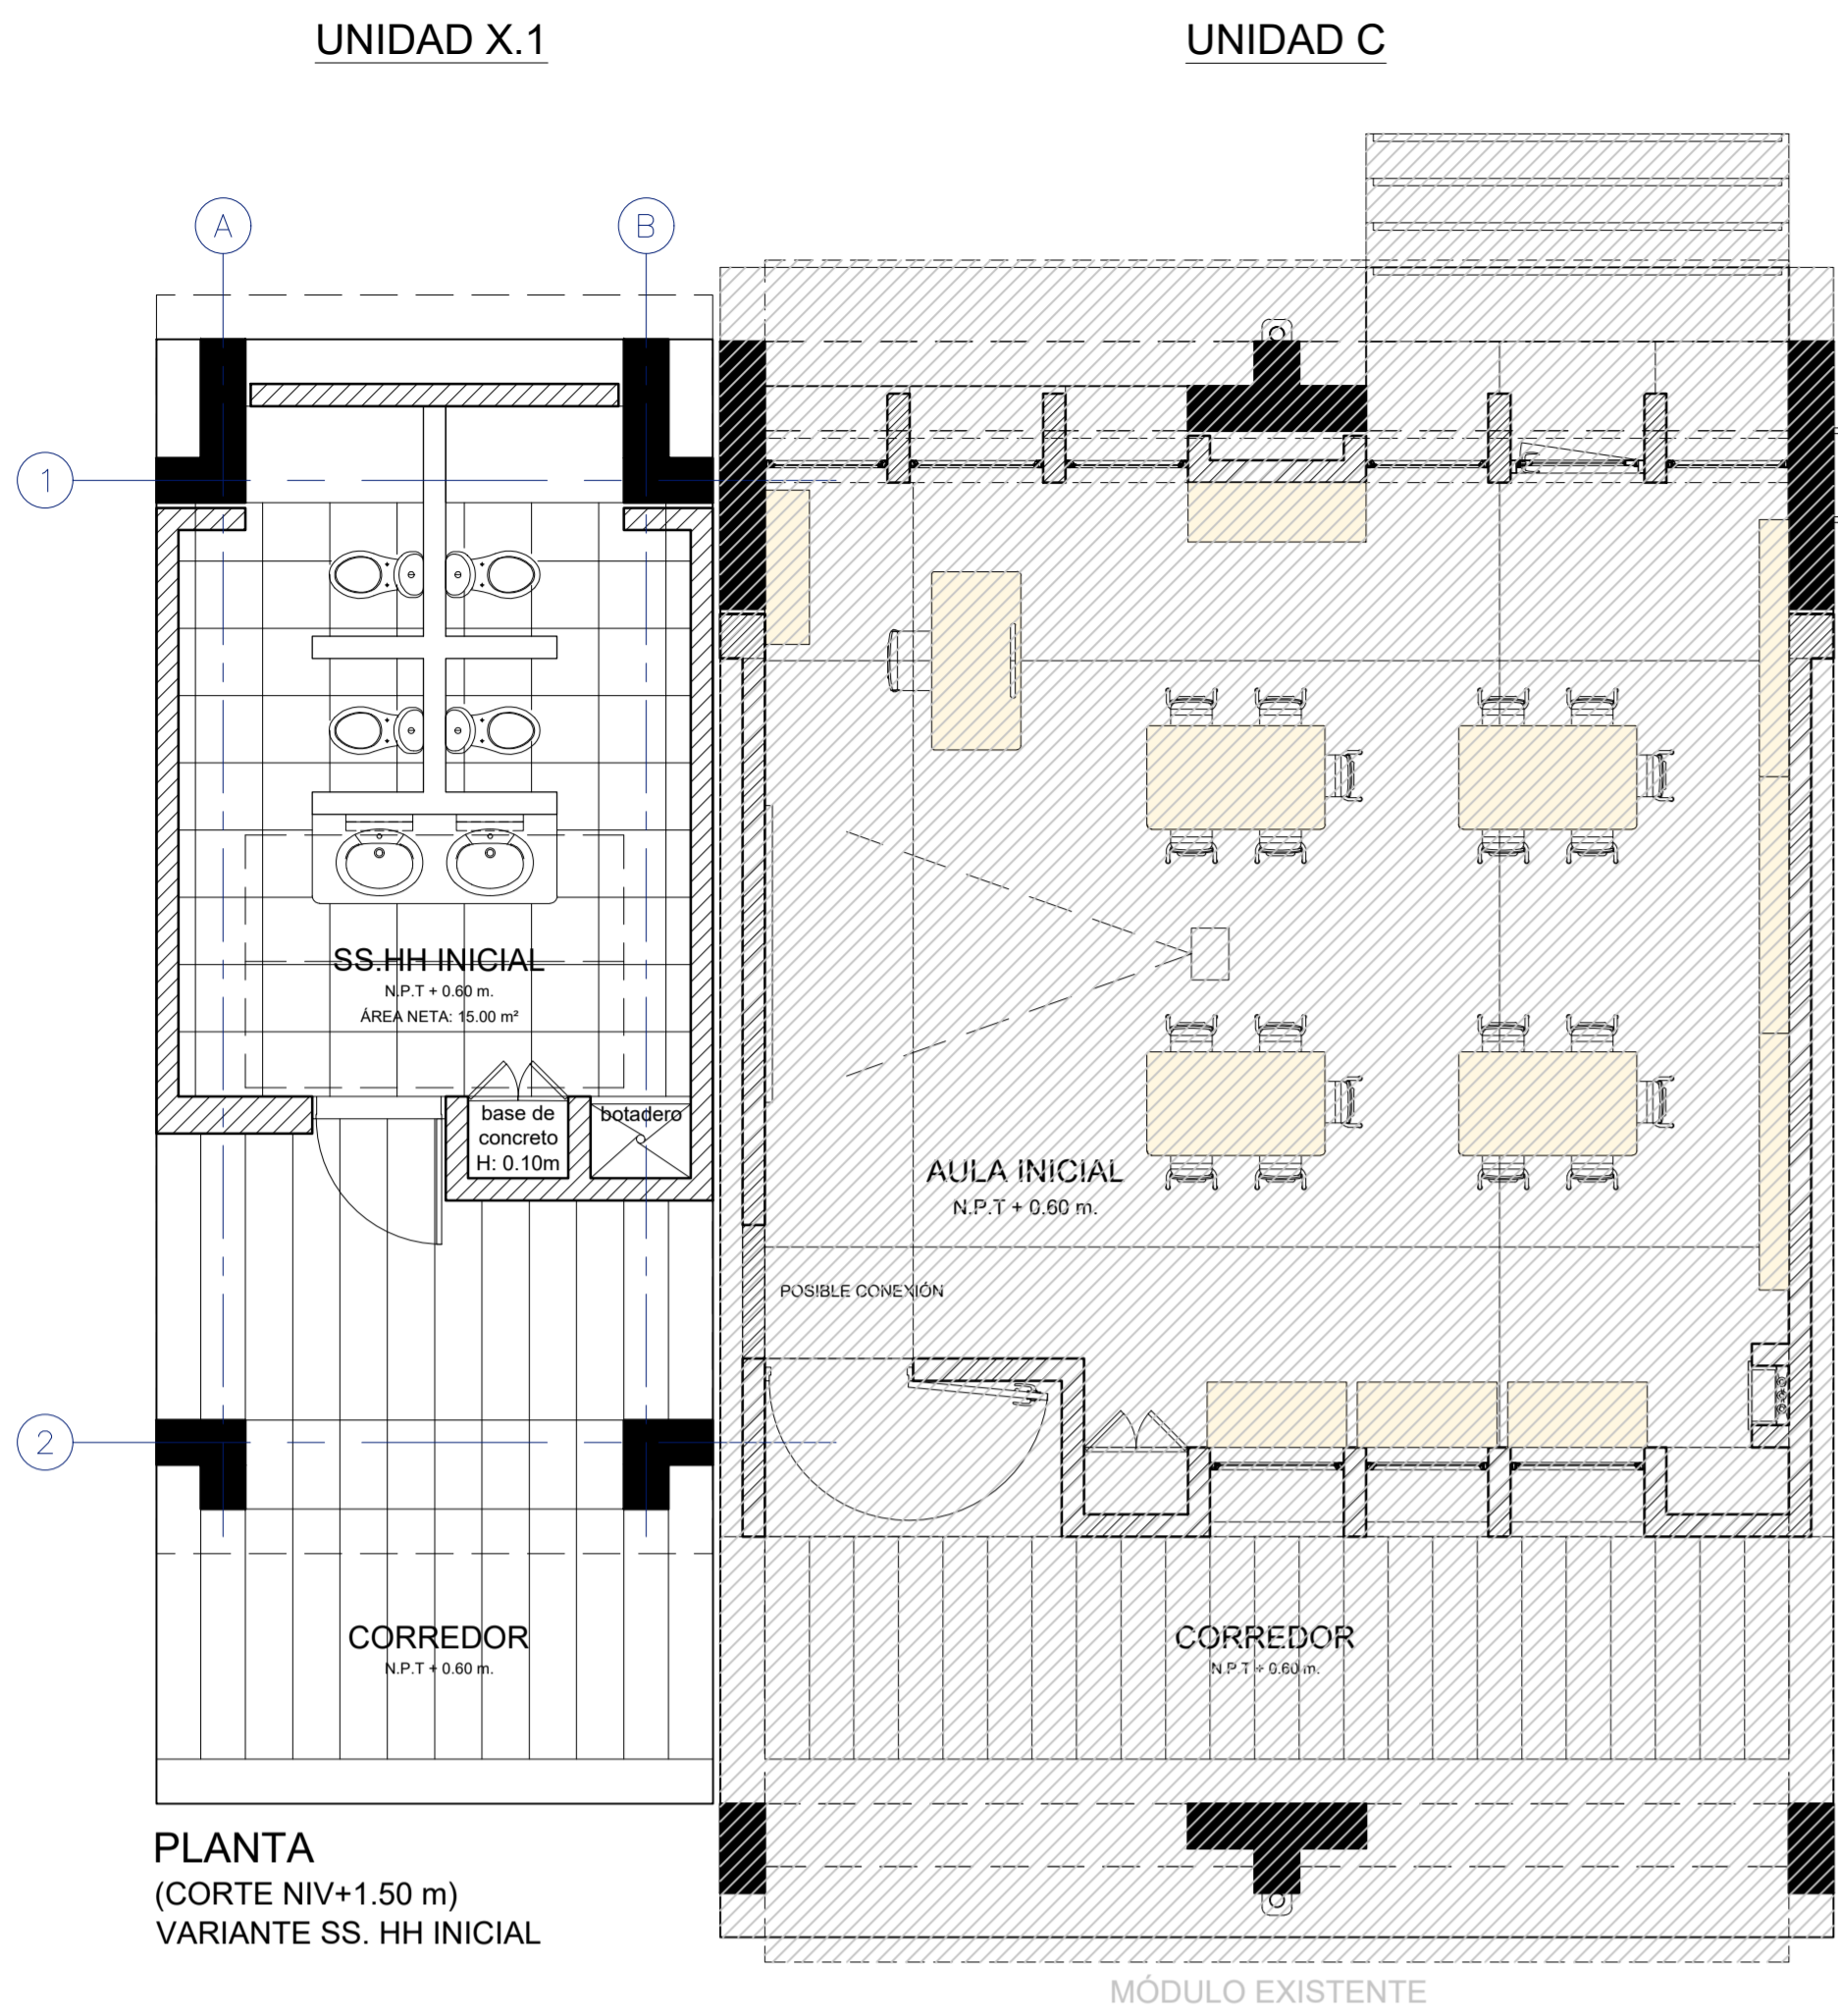 UNIDAD X.1
UNIDAD C
A
B
1
SS.HH INICIAL
N.P.T + 0.60 m.
ÁREA NETA: 15.00 m²
base de
concreto
H: 0.10m
botadero
AULA INICIAL
N.P.T + 0.60 m.
POSIBLE CONEXIÓN
2
CORREDOR
N.P.T + 0.60 m.
CORREDOR
N.P.T + 0.60 m.
PLANTA
(CORTE NIV+1.50 m)
VARIANTE SS. HH INICIAL
MÓDULO EXISTENTE